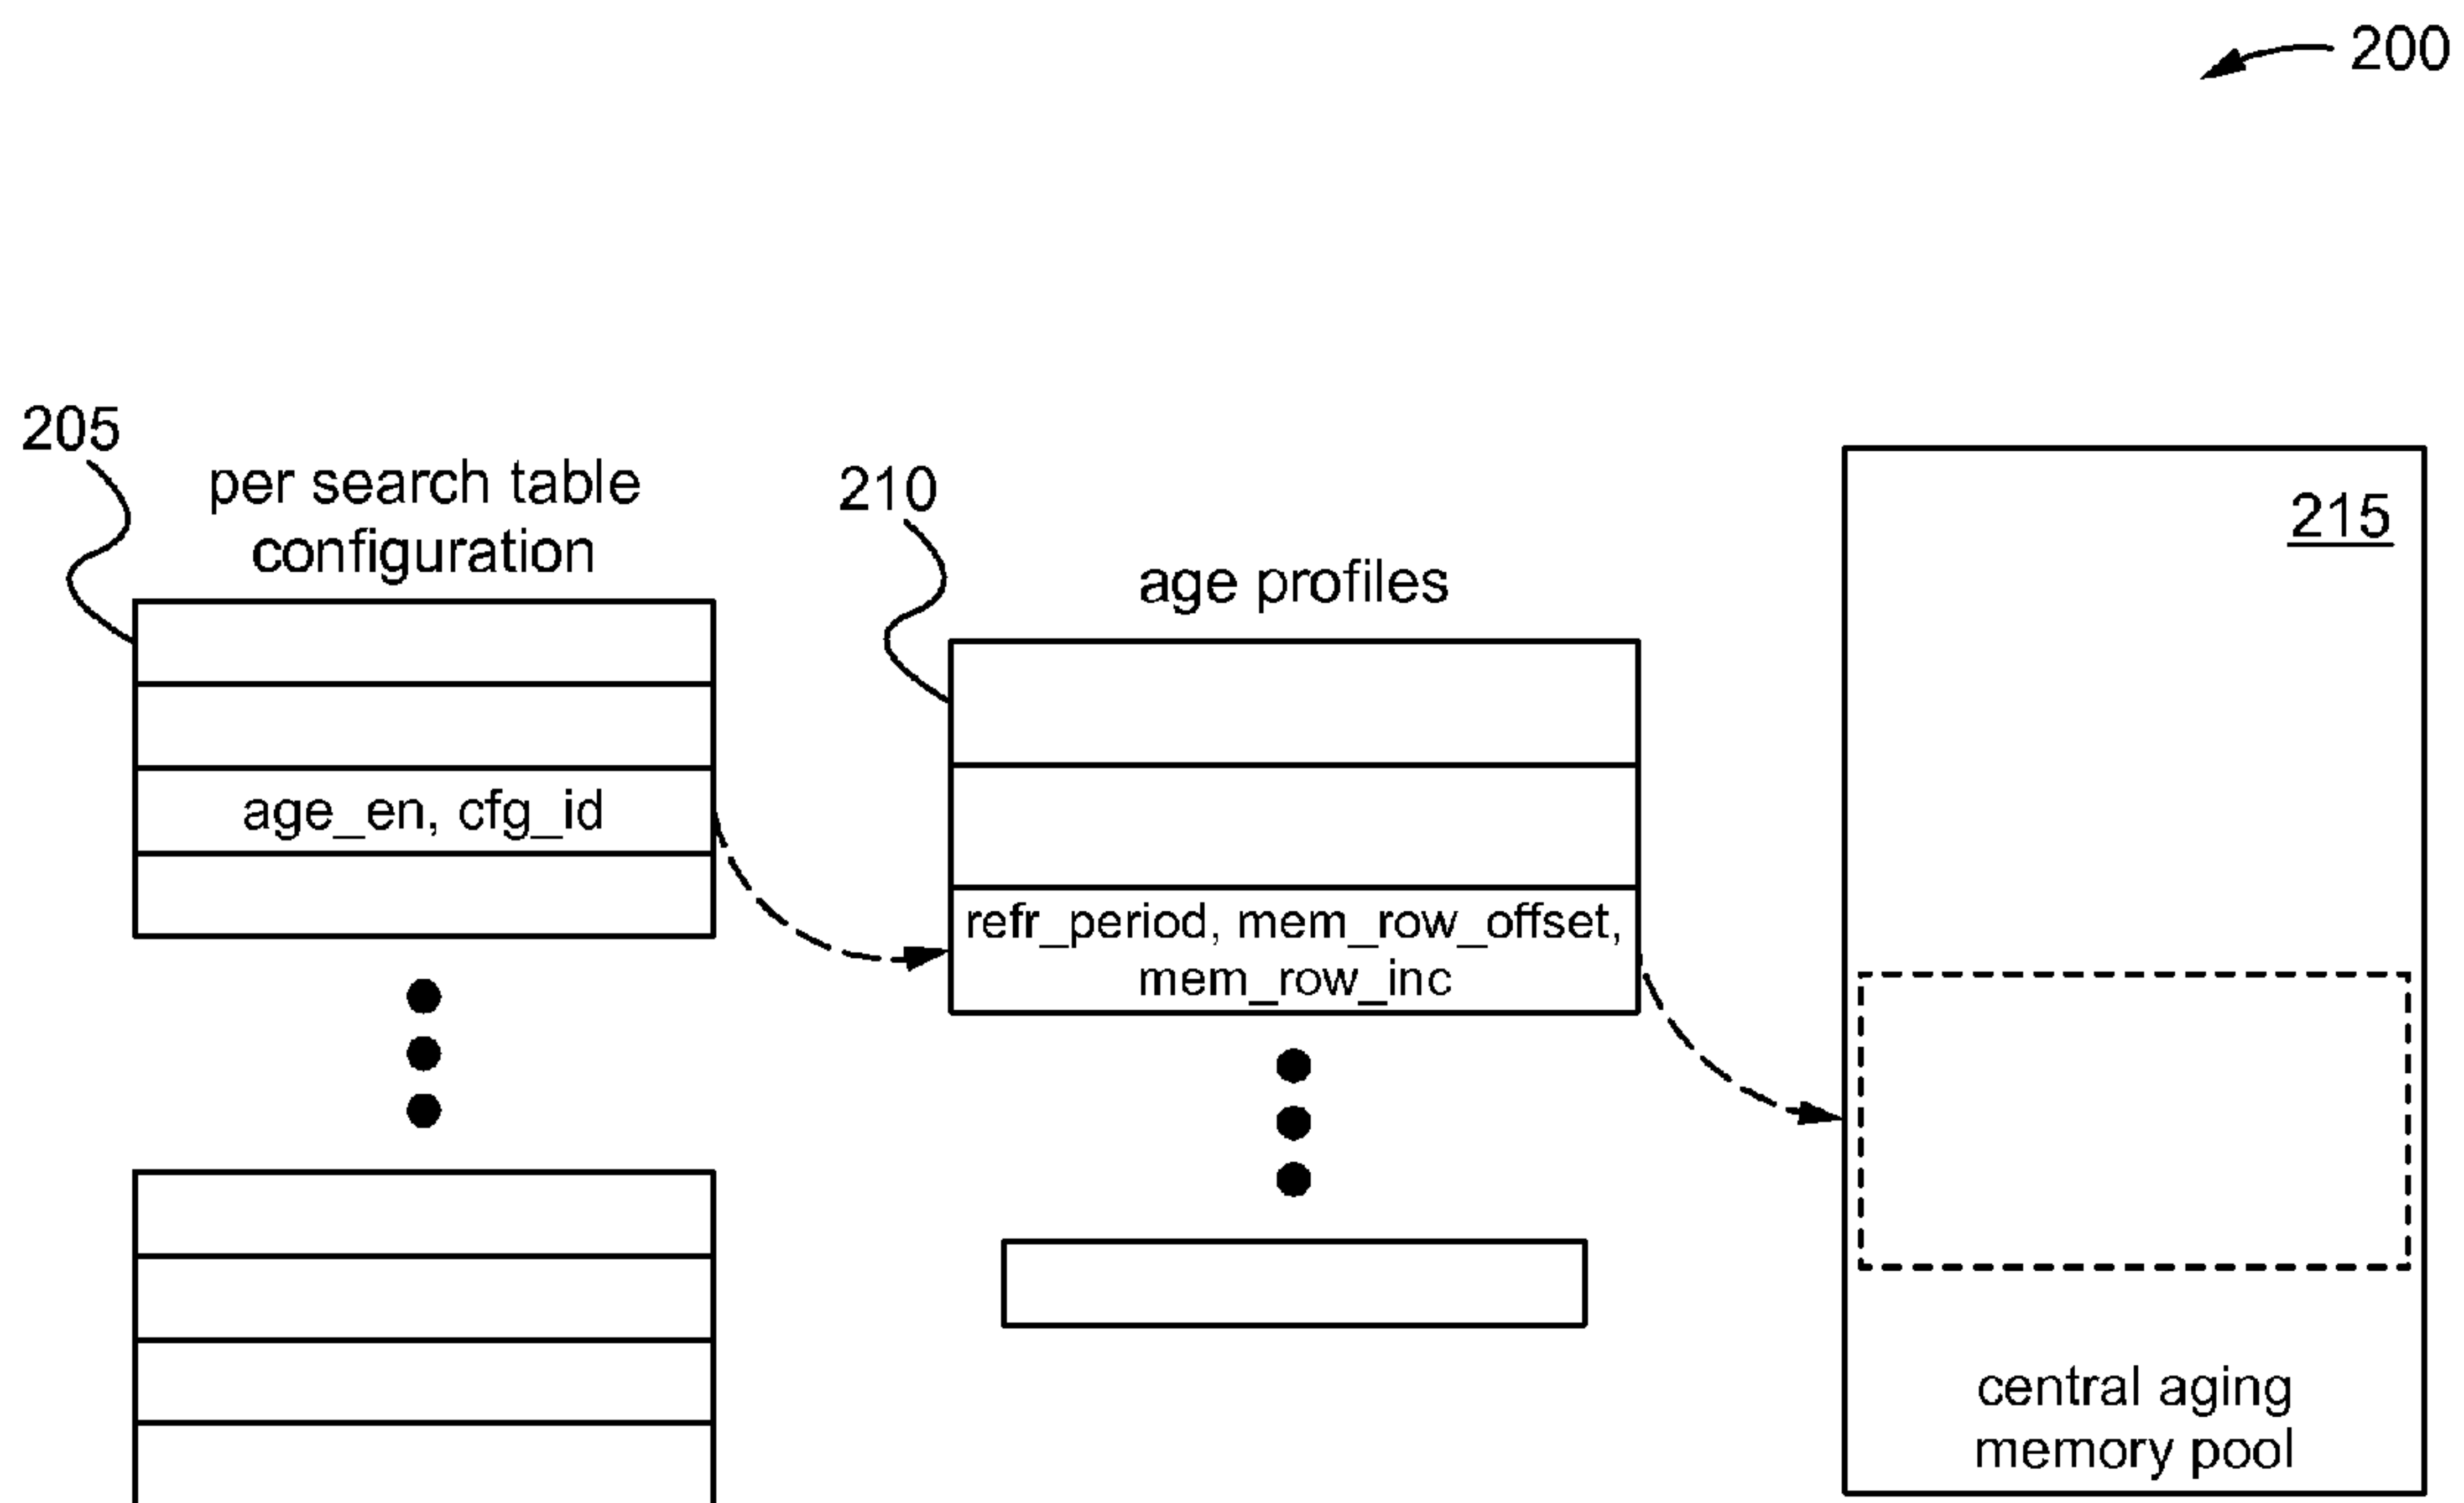 200
205
per search table
configuration
210
age profiles
215
age_en, cfg_id
refr_period, mem_row_offset,
mem_row_inc
central aging
memory pool